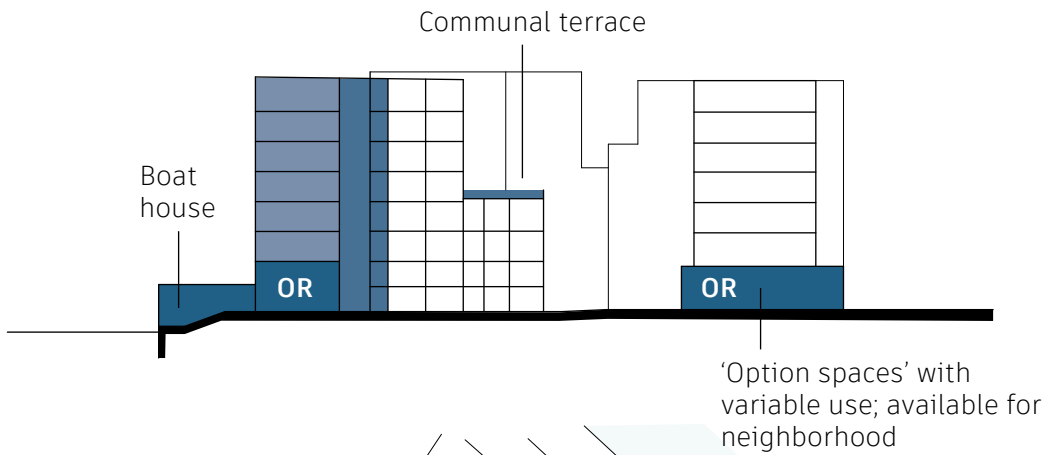 Communal terrace
Boat
house
OR
OR
‘Option spaces’ with
variable use; available for
neighborhood